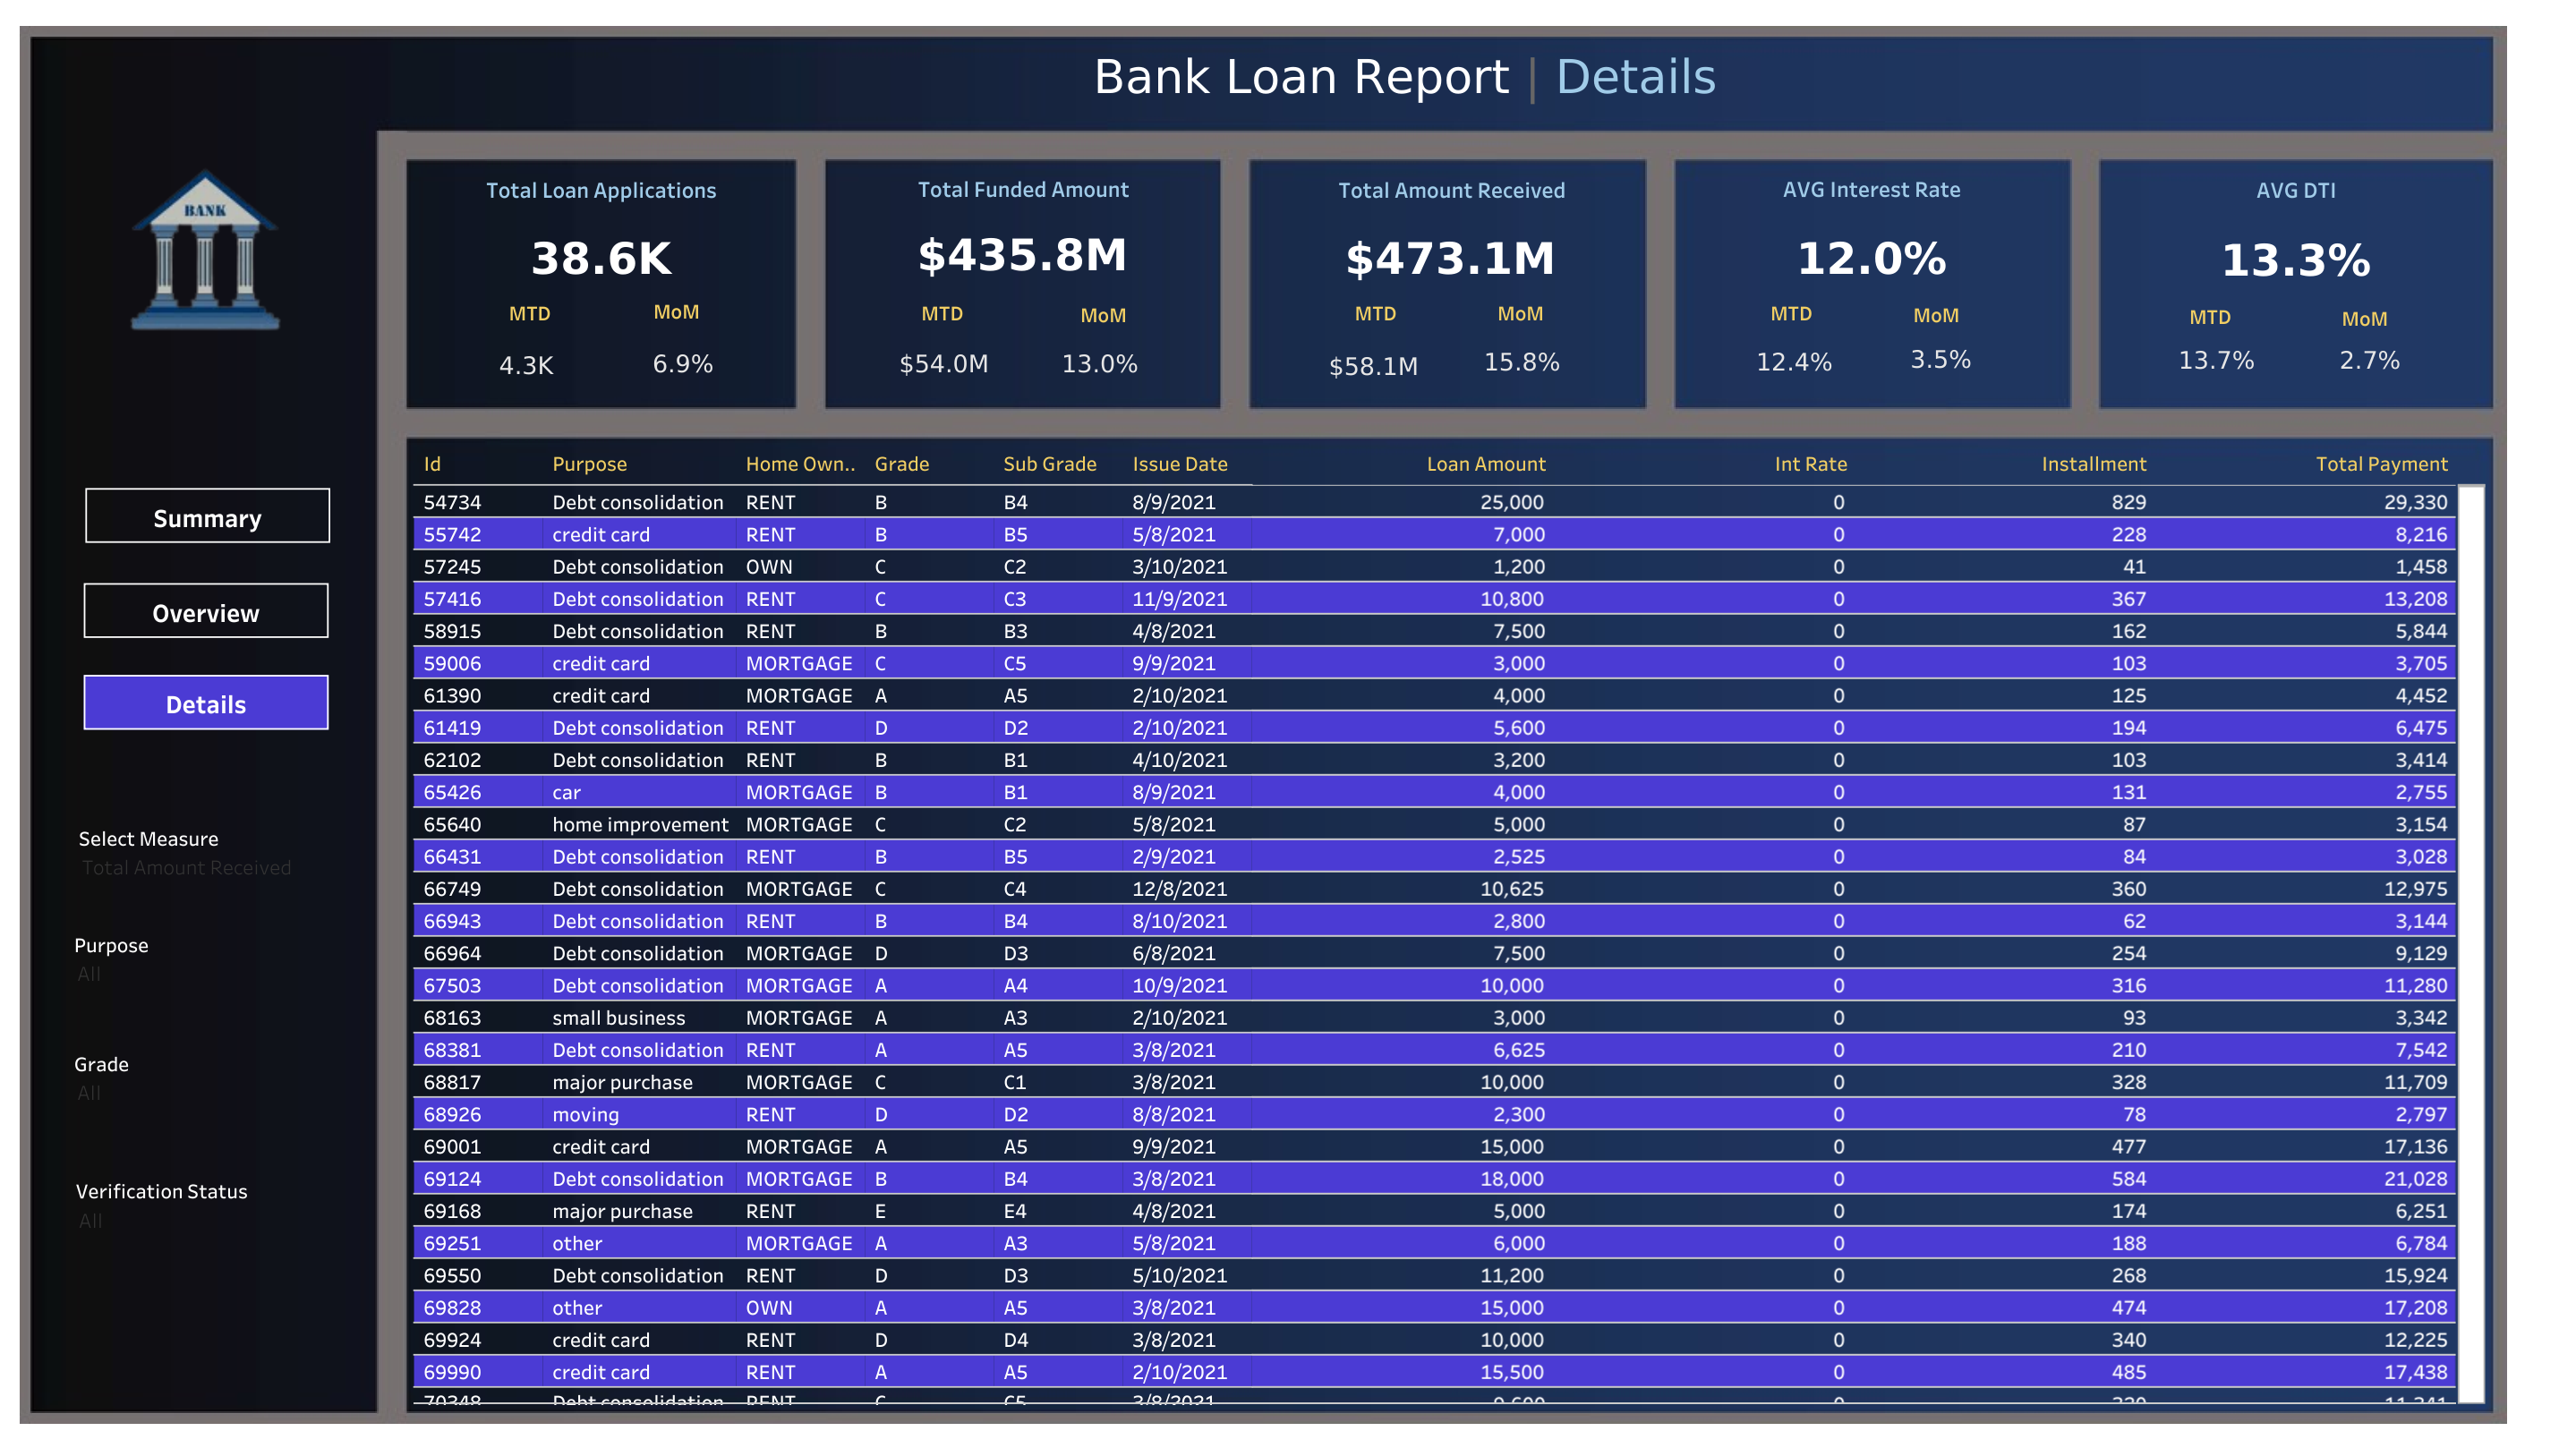 Bank Loan Report | Details
BANK
Summary
Overview
Details
Select Measure
Total Amount Received
Purpose
All
Grade
All
Verification Status
All
Total Loan Applications
38.6K
MTD MoM
4.3K 6.9%
Total Funded Amount
$435.8M
MTD MoM
$54.0M 13.0%
Total Amount Received
$473.1M
MTD MoM
$58.1M 15.8%
AVG Interest Rate
12.0%
MTD MoM
12.4% 3.5%
AVG DTI
13.3%
MTD MoM
13.7% 2.7%
Id Purpose Home Own.. Grade Sub Grade Issue Date Loan Amount Int Rate Installment Total Payment
54734 Debt consolidation RENT B B4 8/9/2021 25,000 0 829 29,330
55742 credit card RENT B B5 5/8/2021 7,000 0 228 8,216
57245 Debt consolidation OWN C C2 3/10/2021 1,200 0 41 1,458
57416 Debt consolidation RENT C C3 11/9/2021 10,800 0 367 13,208
58915 Debt consolidation RENT B B3 4/8/2021 7,500 0 162 5,844
59006 credit card MORTGAGE C C5 9/9/2021 3,000 0 103 3,705
61390 credit card MORTGAGE A A5 2/10/2021 4,000 0 125 4,452
61419 Debt consolidation RENT D D2 2/10/2021 5,600 0 194 6,475
62102 Debt consolidation RENT B B1 4/10/2021 3,200 0 103 3,414
65426 car MORTGAGE B B1 8/9/2021 4,000 0 131 2,755
65640 home improvement MORTGAGE C C2 5/8/2021 5,000 0 87 3,154
66431 Debt consolidation RENT B B5 2/9/2021 2,525 0 84 3,028
66749 Debt consolidation MORTGAGE C C4 12/8/2021 10,625 0 360 12,975
66943 Debt consolidation RENT B B4 8/10/2021 2,800 0 62 3,144
66964 Debt consolidation MORTGAGE D D3 6/8/2021 7,500 0 254 9,129
67503 Debt consolidation MORTGAGE A A4 10/9/2021 10,000 0 316 11,280
68163 small business MORTGAGE A A3 2/10/2021 3,000 0 93 3,342
68381 Debt consolidation RENT A A5 3/8/2021 6,625 0 210 7,542
68817 major purchase MORTGAGE C C1 3/8/2021 10,000 0 328 11,709
68926 moving RENT D D2 8/8/2021 2,300 0 78 2,797
69001 credit card MORTGAGE A A5 9/9/2021 15,000 0 477 17,136
69124 Debt consolidation MORTGAGE B B4 3/8/2021 18,000 0 584 21,028
69168 major purchase RENT E E4 4/8/2021 5,000 0 174 6,251
69251 other MORTGAGE A A3 5/8/2021 6,000 0 188 6,784
69550 Debt consolidation RENT D D3 5/10/2021 11,200 0 268 15,924
69828 other OWN A A5 3/8/2021 15,000 0 474 17,208
69924 credit card RENT D D4 3/8/2021 10,000 0 340 12,225
69990 credit card RENT A A5 2/10/2021 15,500 0 485 17,438
Debt consolidation RENT